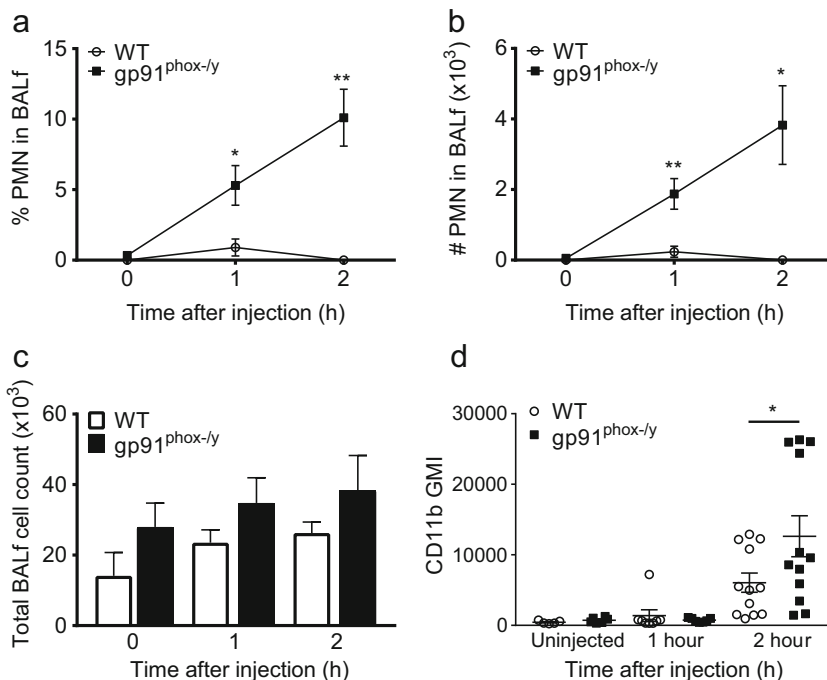 a
WT
gp91phox-/y
15
10
5
0
% PMN in BALf
*
**
0 1 2
Time after injection (h)
b
WT
gp91phox-/y
6
4
2
0
# PMN in BALf (x10³)
**
*
0 1 2
Time after injection (h)
c
WT
gp91phox-/y
60
40
20
0
Total BALf cell count (x10³)
0 1 2
Time after injection (h)
d
WT
gp91phox-/y
30000
20000
10000
0
CD11b GMI
*
Uninjected 1 hour 2 hour
Time after injection (h)